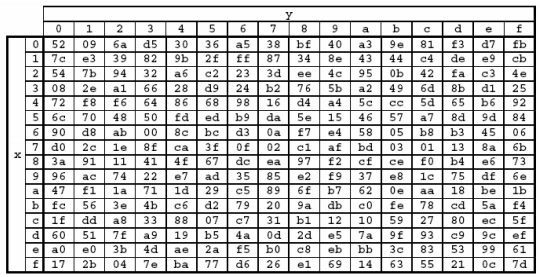 y
0 1 2 3 4 5 6 7 8 9 a b c d e f
0 52 09 6a d5 30 36 a5 38 bf 40 a3 9e 81 f3 d7 fb
1 7c e3 39 82 9b 2f ff 87 34 8e 43 44 c4 de e9 cb
2 54 7b 94 32 a6 c2 23 3d ee 4c 95 0b 42 fa c3 4e
3 08 2e a1 66 28 d9 24 b2 76 5b a2 49 6d 8b d1 25
4 72 f8 f6 64 86 68 98 16 d4 a4 5c cc 5d 65 b6 92
5 6c 70 48 50 fd ed b9 da 5e 15 46 57 a7 8d 9d 84
6 90 d8 ab 00 8c bc d3 0a f7 e4 58 05 b8 b3 45 06
x 7 d0 2c 1e 8f ca 3f 0f 02 c1 af bd 03 01 13 8a 6b
8 3a 91 11 41 4f 67 dc ea 97 f2 cf ce f0 b4 e6 73
9 96 ac 74 22 e7 ad 35 85 e2 f9 37 e8 1c 75 df 6e
a 47 f1 1a 71 1d 29 c5 89 6f b7 62 0e aa 18 be 1b
b fc 56 3e 4b c6 d2 79 20 9a db c0 fe 78 cd 5a f4
c 1f dd a8 33 88 07 c7 31 b1 12 10 59 27 80 ec 5f
d 60 51 7f a9 19 b5 4a 0d 2d e5 7a 9f 93 c9 9c ef
e a0 e0 3b 4d ae 2a f5 b0 c8 eb bb 3c 83 53 99 61
f 17 2b 04 7e ba 77 d6 26 e1 69 14 63 55 21 0c 7d